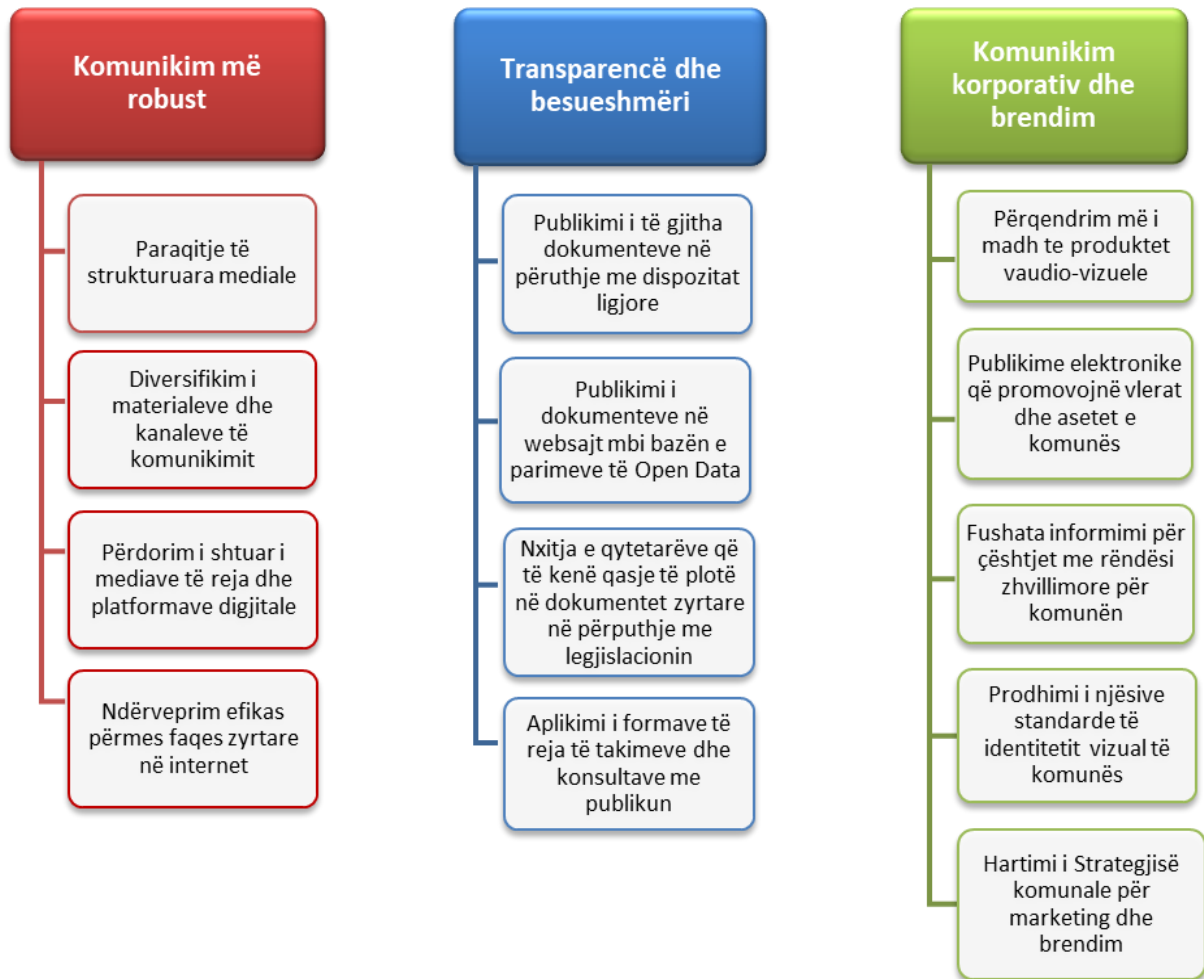 Komunikim më
robust
Paraqitje të
strukturuara mediale
Diversifikim i
materialeve dhe
kanaleve të
komunikimit
Përdorim i shtuar i
mediave të reja dhe
platformave digjitale
Ndërveprim efikas
përmes faqes zyrtare
në internet
Transparencë dhe
besueshmëri
Publikimi i të gjitha
dokumenteve në
përuthje me dispozitat
ligjore
Publikimi i
dokumenteve në
websajt mbi bazën e
parimeve të Open Data
Nxitja e qytetarëve që
të kenë qasje të plotë
në dokumentet zyrtare
në përputhje me
legjislacionin
Aplikimi i formave të
reja të takimeve dhe
konsultave me
publikun
Komunikim
korporativ dhe
brendim
Përqendrim më i
madh te produktet
vaudio-vizuele
Publikime elektronike
që promovojnë vlerat
dhe asetet e
komunës
Fushata informimi për
çështjet me rëndësi
zhvillimore për
komunën
Prodhimi i njësive
standarde të
identitetit vizual të
komunës
Hartimi i Strategjisë
komunale për
marketing dhe
brendim